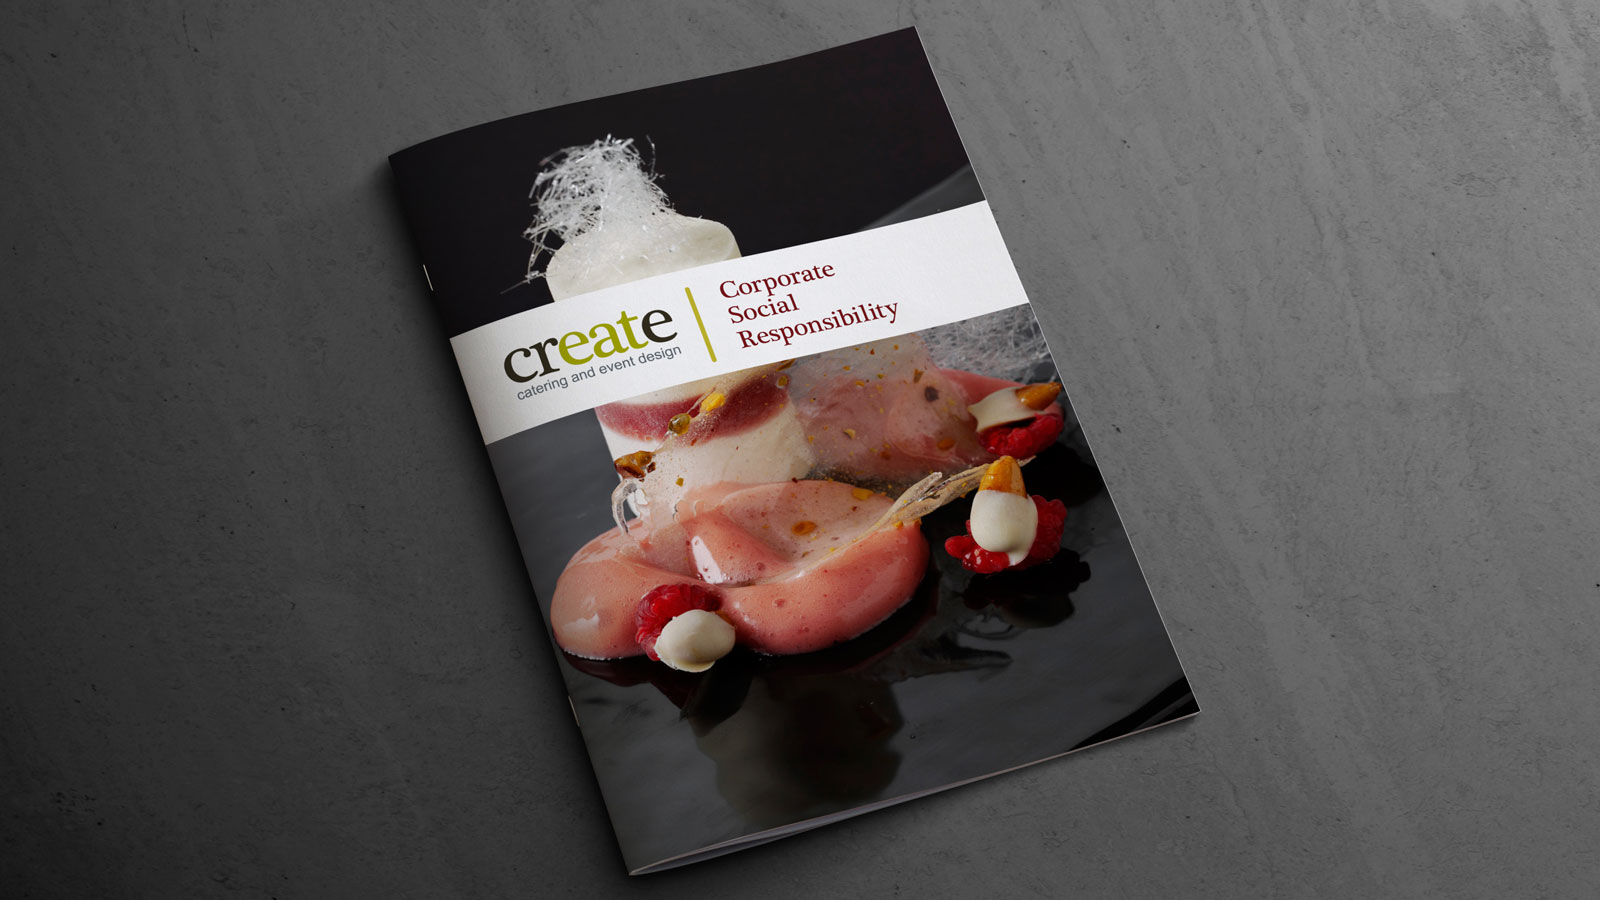 create
catering and event design
Corporate
Social
Responsibility